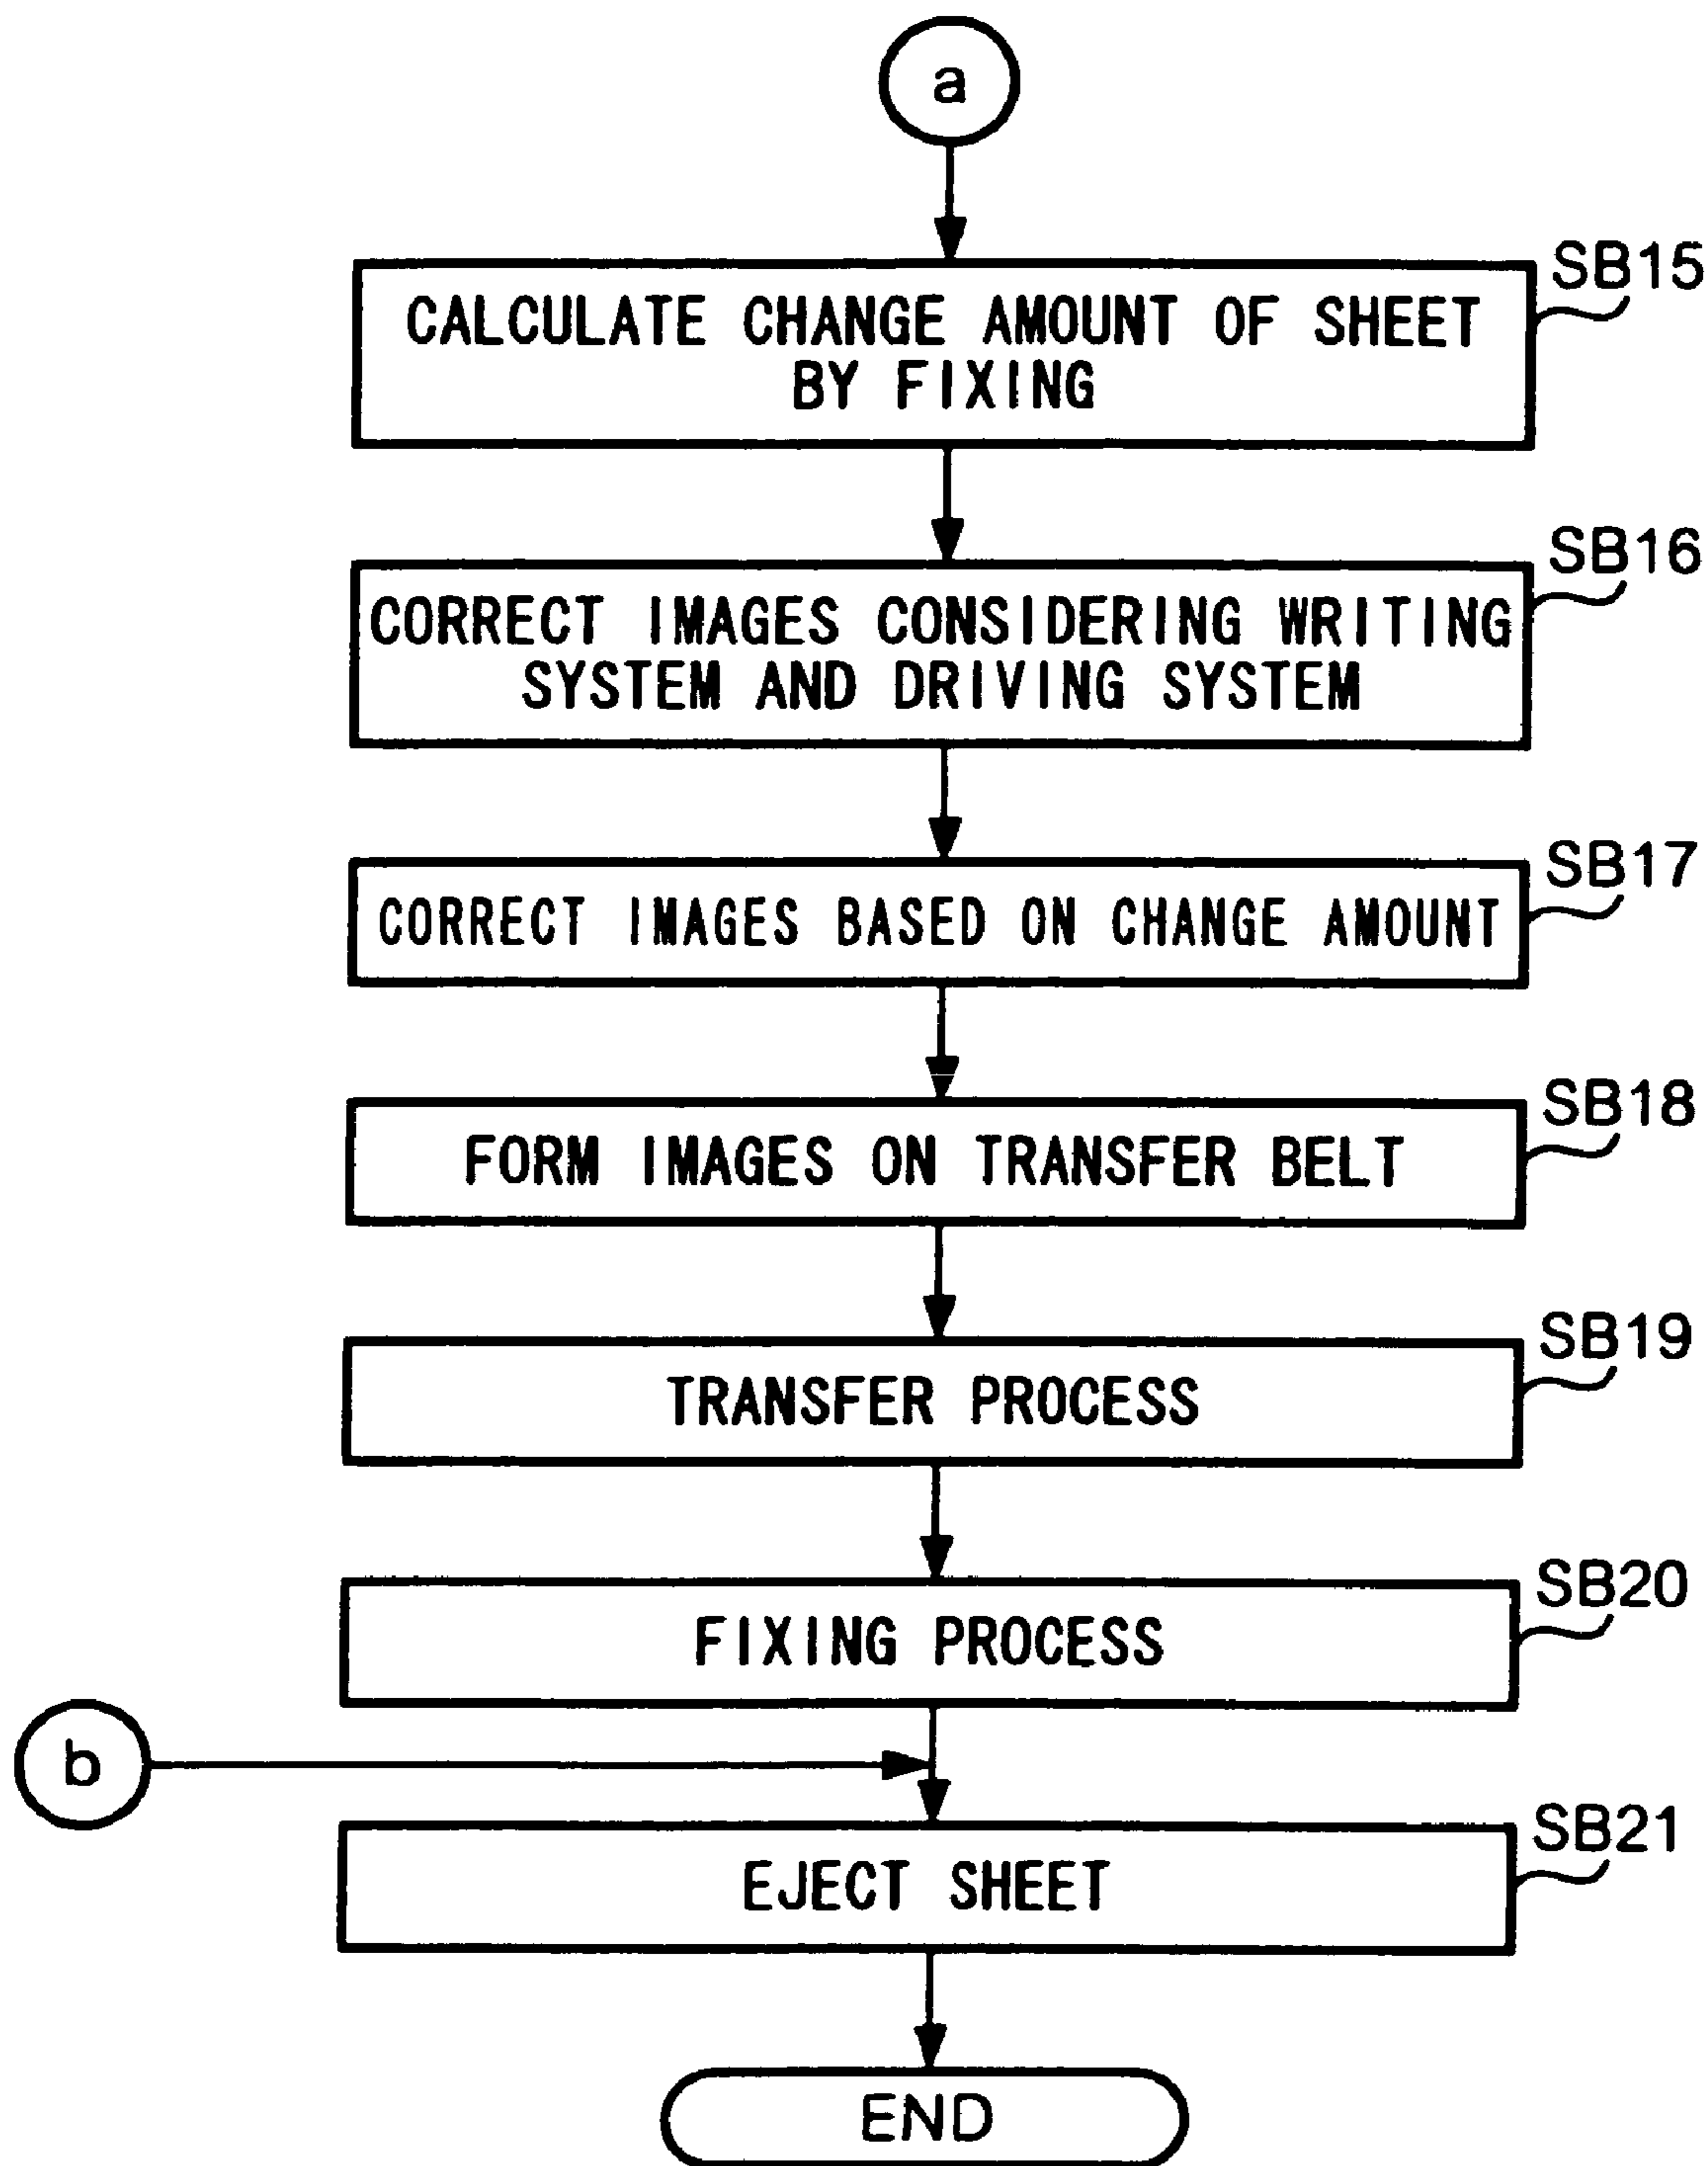 a
SB15
CALCULATE CHANGE AMOUNT OF SHEET
BY FIXING
SB16
CORRECT IMAGES CONSIDERING WRITING
SYSTEM AND DRIVING SYSTEM
SB17
CORRECT IMAGES BASED ON CHANGE AMOUNT
SB18
FORM IMAGES ON TRANSFER BELT
SB19
TRANSFER PROCESS
SB20
FIXING PROCESS
b
SB21
EJECT SHEET
END